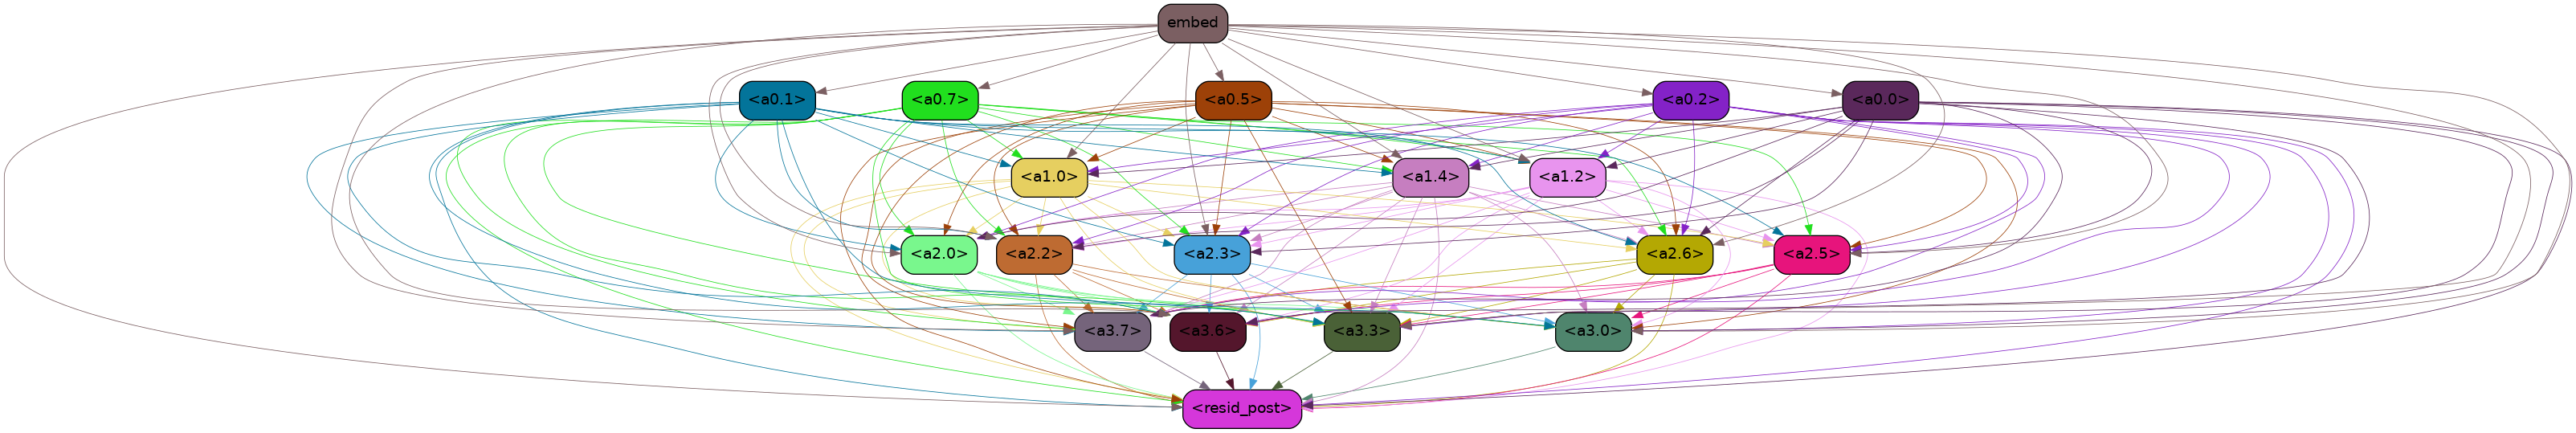 embed
<a0.1> <a0.7> <a0.5> <a0.2> <a0.0>
<a1.0> <a1.4> <a1.2>
<a2.0> <a2.2> <a2.3> <a2.6> <a2.5>
<a3.7> <a3.6> <a3.3> <a3.0>
<resid_post>